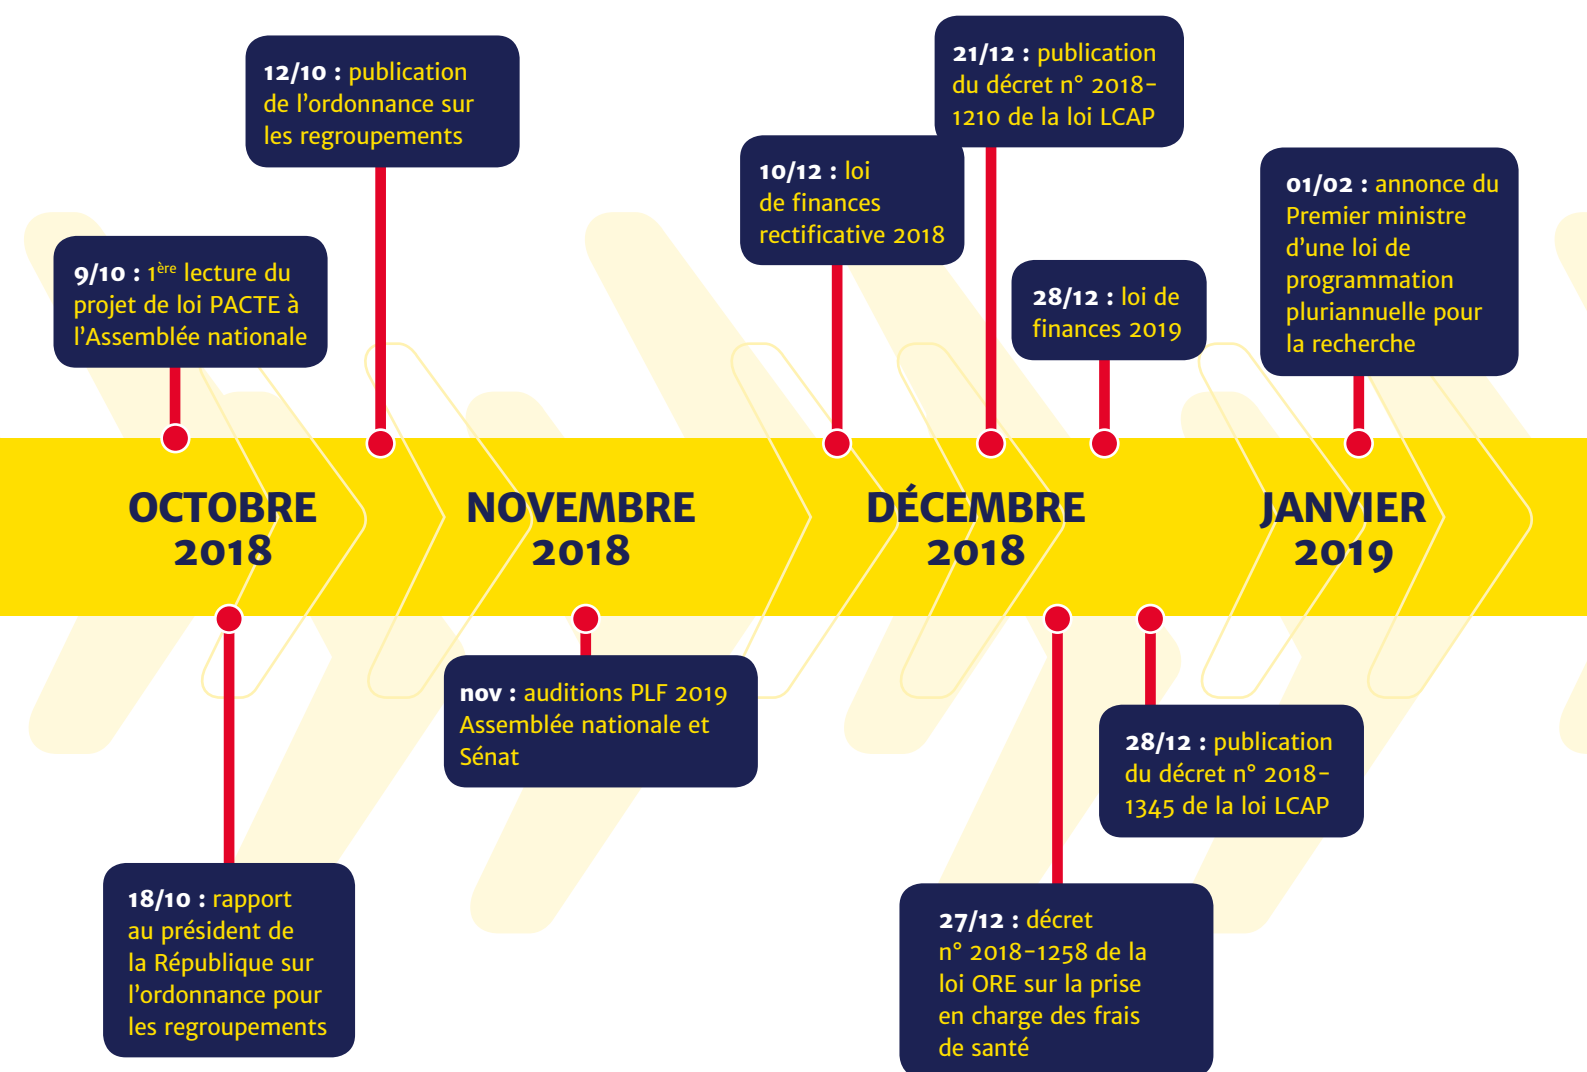 12/10 : publication
de l’ordonnance sur
les regroupements
21/12 : publication
du décret n° 2018-
1210 de la loi LCAP
10/12 : loi
de finances
rectificative 2018
01/02 : annonce du
Premier ministre
d’une loi de
programmation
pluriannuelle pour
la recherche
9/10 : 1ère lecture du
projet de loi PACTE à
l’Assemblée nationale
28/12 : loi de
finances 2019
OCTOBRE
2018
NOVEMBRE
2018
DÉCEMBRE
2018
JANVIER
2019
nov : auditions PLF 2019
Assemblée nationale et
Sénat
28/12 : publication
du décret n° 2018-
1345 de la loi LCAP
18/10 : rapport
au président de
la République sur
l’ordonnance pour
les regroupements
27/12 : décret
n° 2018-1258 de la
loi ORE sur la prise
en charge des frais
de santé